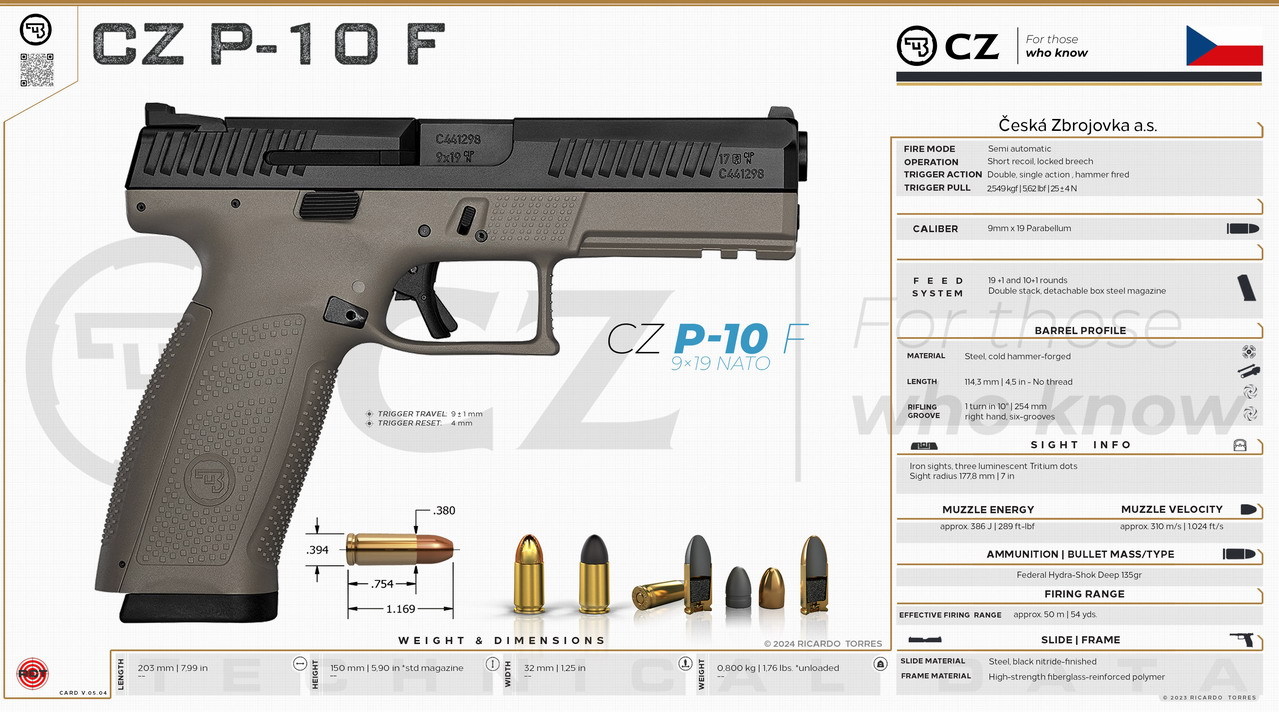 CZ P-10 F
CZ
For those
who know
Česká Zbrojovka a.s.
FIRE MODE Semi automatic
OPERATION Short recoil, locked breech
TRIGGER ACTION Double, single action , hammer fired
TRIGGER PULL 2.549 kgf | 5.62 lbf | 25 ± 4 N
CALIBER 9mm x 19 Parabellum
FEED SYSTEM 19 +1 and 10+1 rounds
Double stack, detachable box steel magazine
BARREL PROFILE
MATERIAL Steel, cold hammer-forged
LENGTH 114,3 mm | 4,5 in - No thread
RIFLING GROOVE 1 turn in 10" | 254 mm
right hand, six-grooves
SIGHT INFO
Iron sights, three luminescent Tritium dots
Sight radius 177,8 mm | 7 in
MUZZLE ENERGY MUZZLE VELOCITY
approx. 386 J | 289 ft-lbf approx. 310 m/s | 1.024 ft/s
AMMUNITION | BULLET MASS/TYPE
Federal Hydra-Shok Deep 135gr
FIRING RANGE
EFFECTIVE FIRING RANGE approx. 50 m | 54 yds.
SLIDE | FRAME
SLIDE MATERIAL Steel, black nitride-finished
FRAME MATERIAL High-strength fiberglass-reinforced polymer
© 2023 RICARDO TORRES
C441298
9x19 CIP N
17 CIP N
C441298
CZ
For those
who know
CZ P-10 F
9×19 NATO
TRIGGER TRAVEL: 9 ± 1 mm
TRIGGER RESET: 4 mm
.380
.394
.754
1.169
© 2024 RICARDO TORRES
WEIGHT & DIMENSIONS
TECHNICAL DATA
LENGTH 203 mm | 7,99 in
--
HEIGHT 150 mm | 5,90 in *std magazine
--
WIDTH 32 mm | 1,25 in
--
WEIGHT 0,800 kg | 1,76 lbs. *unloaded
--
RDT
CARD V.05.04